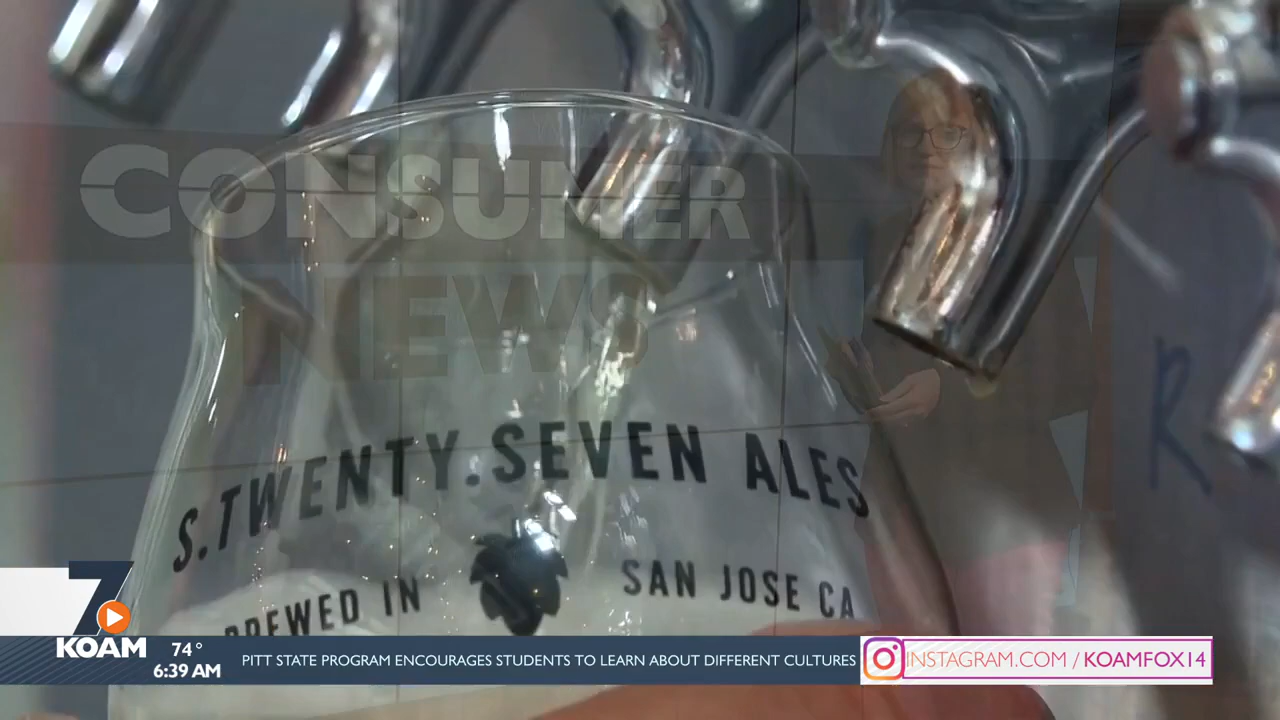 CONSUMER
NEWS
S.TWENTY.SEVEN ALES
BREWED IN
SAN JOSE CA
R
7
KOAM
74°
6:39 AM
PITT STATE PROGRAM ENCOURAGES STUDENTS TO LEARN ABOUT DIFFERENT CULTURES
INSTAGRAM.COM / KOAMFOX14